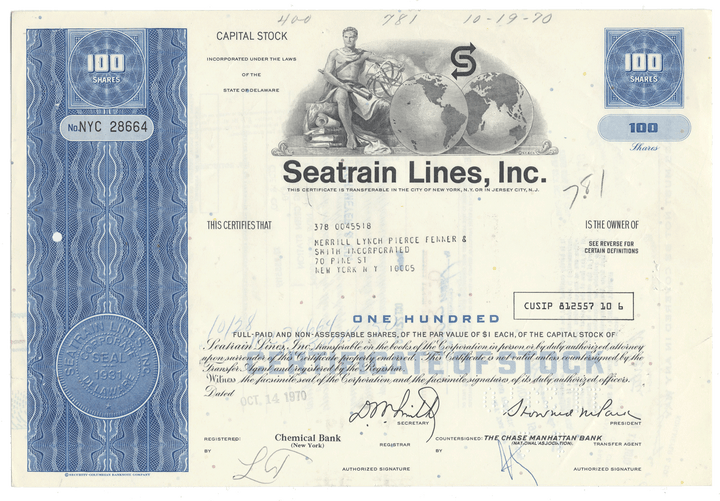 400 781 10-19-70
CAPITAL STOCK
INCORPORATED UNDER THE LAWS
OF THE
STATE OF DELAWARE
100
SHARES
100
SHARES
S
No. NYC 28664
100
Shares
Seatrain Lines, Inc.
THIS CERTIFICATE IS TRANSFERABLE IN THE CITY OF NEW YORK, N.Y. OR IN JERSEY CITY, N.J.
781
THIS CERTIFIES THAT
378 0045518
IS THE OWNER OF
MERRILL LYNCH PIERCE FENNER &
SMITH INCORPORATED
70 PINE ST
NEW YORK N Y 10005
SEE REVERSE FOR
CERTAIN DEFINITIONS
CUSIP 812557 10 6
ONE HUNDRED
FULL-PAID AND NON-ASSESSABLE SHARES, OF THE PAR VALUE OF $1 EACH, OF THE CAPITAL STOCK OF
Seatrain Lines, Inc. transferable on the books of the Corporation in person or by duly authorized attorney
upon surrender of this Certificate properly endorsed. This Certificate is not valid unless countersigned by the
Transfer Agent and registered by the Registrar.
Witness the facsimile seal of the Corporation and the facsimile signatures of its duly authorized officers.
Dated
OCT. 14 1970
SEATRAIN LINES, INC.
SEAL
1951
DELAWARE
SECRETARY
PRESIDENT
REGISTERED:
Chemical Bank
(New York)
REGISTRAR
COUNTERSIGNED:
THE CHASE MANHATTAN BANK
(NATIONAL ASSOCIATION)
TRANSFER AGENT
BY
AUTHORIZED SIGNATURE
BY
AUTHORIZED SIGNATURE
© SECURITY-COLUMBIAN BANKNOTE COMPANY